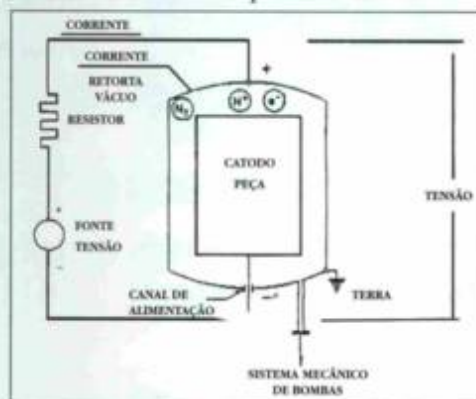 CORRENTE
CORRENTE
RETORTA
VÁCUO
RESISTOR
+
N₂ H⁺ e⁻
CATODO
PEÇA
TENSÃO
+
FONTE
TENSÃO
-
CANAL DE
ALIMENTAÇÃO
TERRA
SISTEMA MECÂNICO
DE BOMBAS